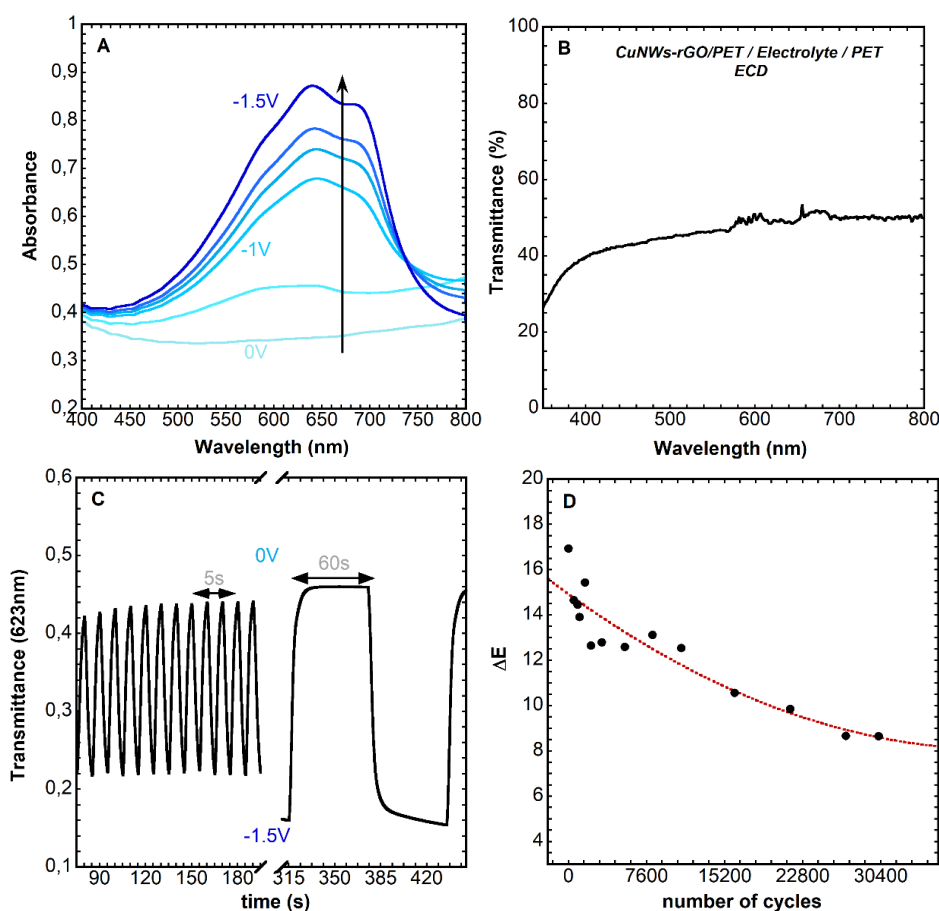 A
1
0,9
0,8
0,7
0,6
0,5
0,4
0,3
0,2
Absorbance
-1.5V
-1V
0V
400 450 500 550 600 650 700 750 800
Wavelength (nm)
B
CuNWs-rGO/PET / Electrolyte / PET
ECD
100
80
60
40
20
0
Transmittance (%)
400 500 600 700 800
Wavelength (nm)
C
0,6
0,5
0,4
0,3
0,2
0,1
Transmittance (623nm)
0V
5s
60s
-1.5V
90 120 150 180 315 385 420
time (s)
D
20
18
16
14
12
10
8
6
4
ΔE
0 7600 15200 22800 30400
number of cycles